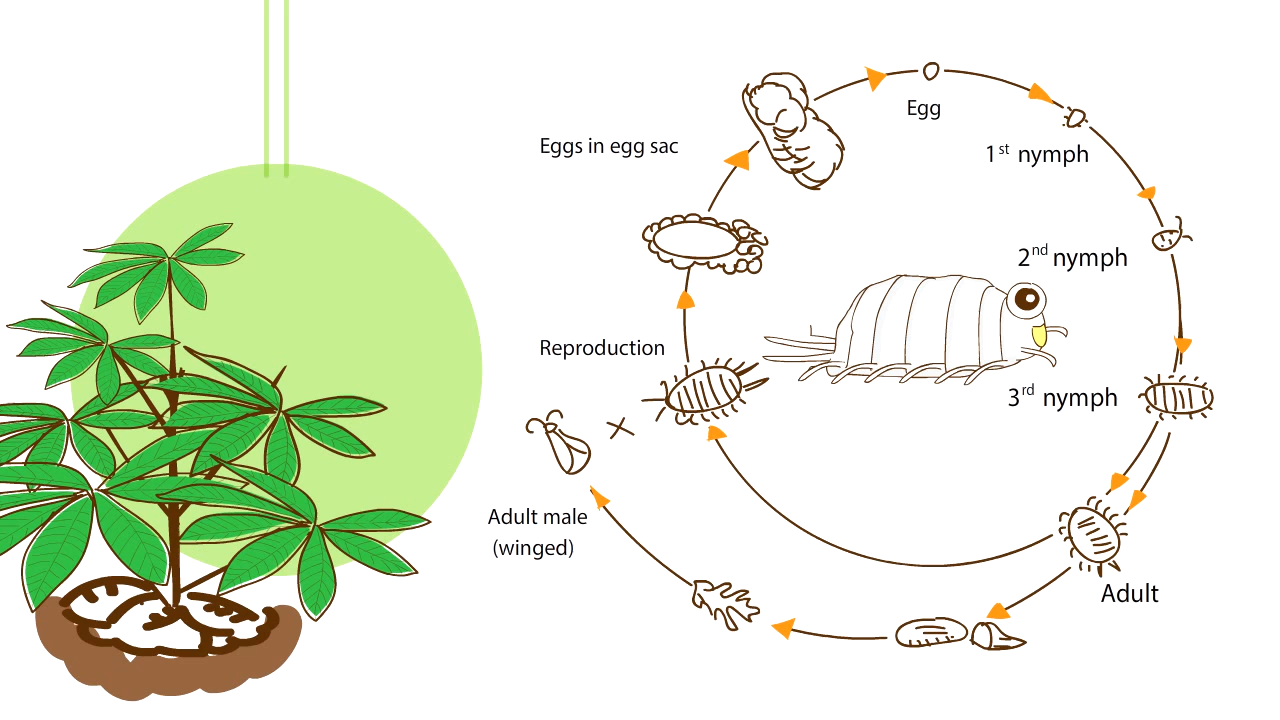 Egg
Eggs in egg sac
1st nymph
2nd nymph
Reproduction
3rd nymph
Adult male
(winged)
Adult